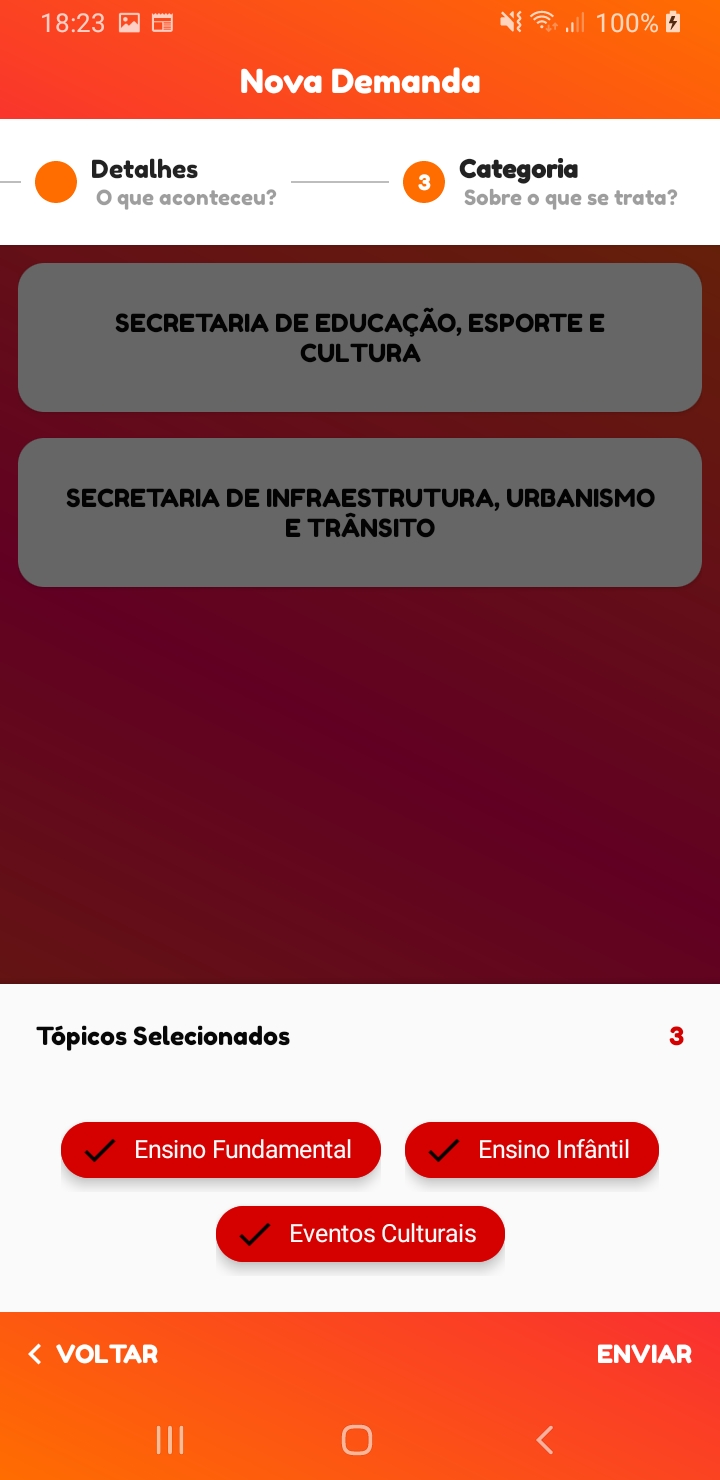 18:23
100%
Nova Demanda
Detalhes
O que aconteceu?
3
Categoria
Sobre o que se trata?
SECRETARIA DE EDUCAÇÃO, ESPORTE E
CULTURA
SECRETARIA DE INFRAESTRUTURA, URBANISMO
E TRÂNSITO
Tópicos Selecionados
3
Ensino Fundamental
Ensino Infântil
Eventos Culturais
VOLTAR
ENVIAR